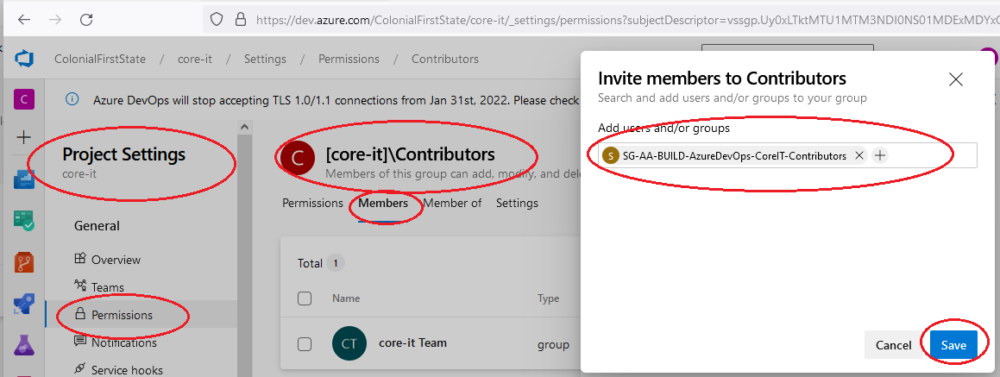 https://dev.azure.com/ColonialFirstState/core-it/_settings/permissions?subjectDescriptor=vssgp.Uy0xLTktMTU1MTM3NDI0NS01MDExMDYx
ColonialFirstState / core-it / Settings / Permissions / Contributors
C
Azure DevOps will stop accepting TLS 1.0/1.1 connections from Jan 31st, 2022. Please check
Project Settings
core-it
General
Overview
Teams
Permissions
Notifications
Service hooks
C
[core-it]\Contributors
Members of this group can add, modify, and del
Permissions Members Member of Settings
Total 1
Name Type
CT core-it Team group
Invite members to Contributors
Search and add users and/or groups to your group
Add users and/or groups
S SG-AA-BUILD-AzureDevOps-CoreIT-Contributors
Cancel Save